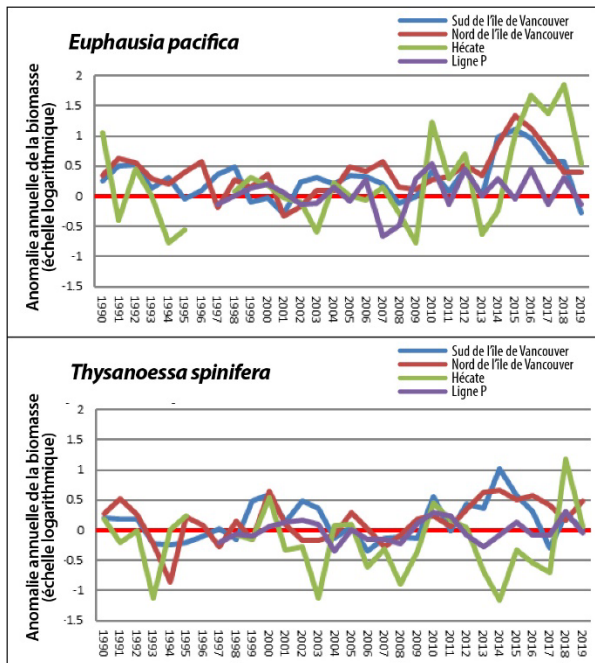 Euphausia pacifica
Sud de l'île de Vancouver
Nord de l'île de Vancouver
Hécate
Ligne P
Anomalie annuelle de la biomasse
(échelle logarithmique)
2
1.5
1
0.5
0
-0.5
-1
-1.5
1990 1991 1992 1993 1994 1995 1996 1997 1998 1999 2000 2001 2002 2003 2004 2005 2006 2007 2008 2009 2010 2011 2012 2013 2014 2015 2016 2017 2018 2019
Thysanoessa spinifera
Sud de l'île de Vancouver
Nord de l'île de Vancouver
Hécate
Ligne P
Anomalie annuelle de la biomasse
(échelle logarithmique)
2
1.5
1
0.5
0
-0.5
-1
-1.5
1990 1991 1992 1993 1994 1995 1996 1997 1998 1999 2000 2001 2002 2003 2004 2005 2006 2007 2008 2009 2010 2011 2012 2013 2014 2015 2016 2017 2018 2019